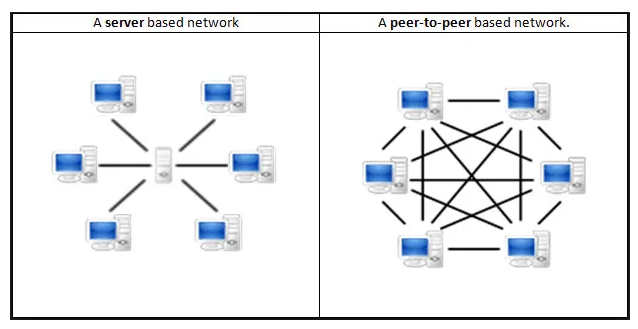 A server based network
A peer-to-peer based network.